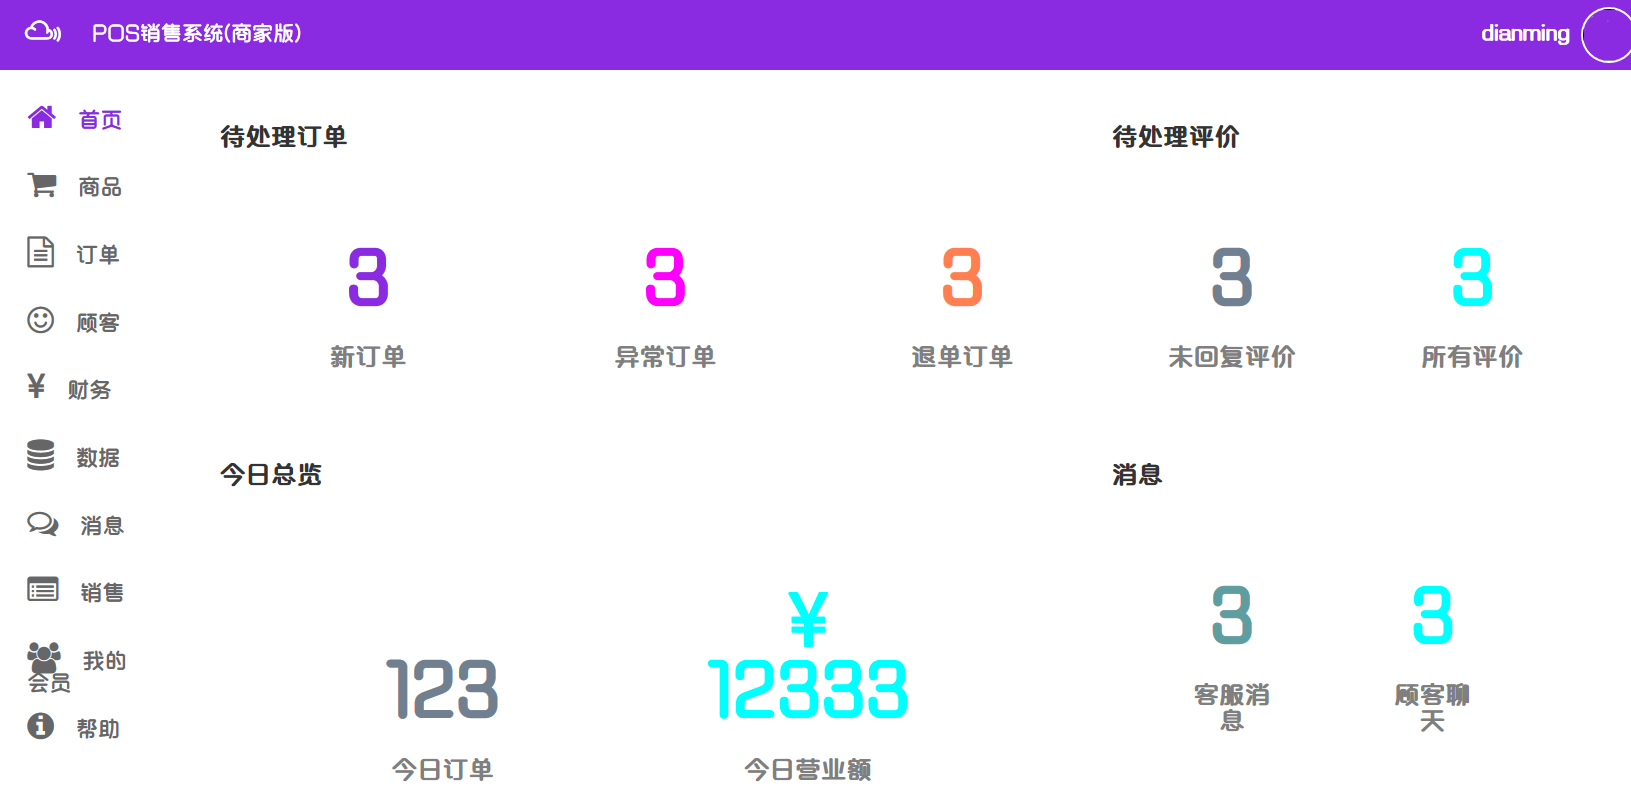 POS销售系统(商家版)
dianming
首页
商品
订单
顾客
¥ 财务
数据
消息
销售
我的
会员
帮助
待处理订单
3
新订单
3
异常订单
3
退单订单
待处理评价
3
未回复评价
3
所有评价
今日总览
123
今日订单
¥
12333
今日营业额
消息
3
客服消
息
3
顾客聊
天